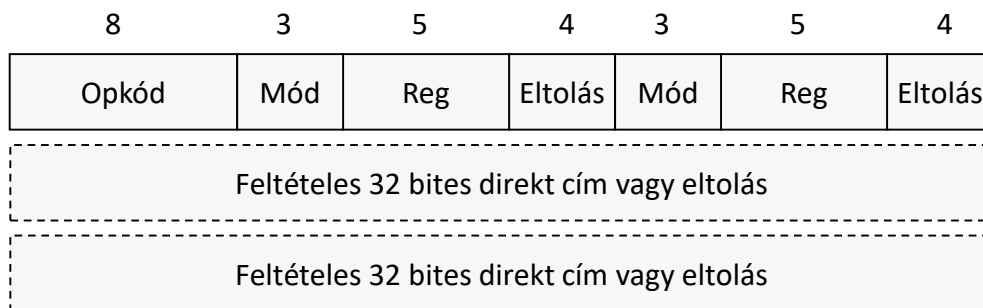 8 3 5 4 3 5 4
Opkód Mód Reg Eltolás Mód Reg Eltolás
Feltételes 32 bites direkt cím vagy eltolás
Feltételes 32 bites direkt cím vagy eltolás